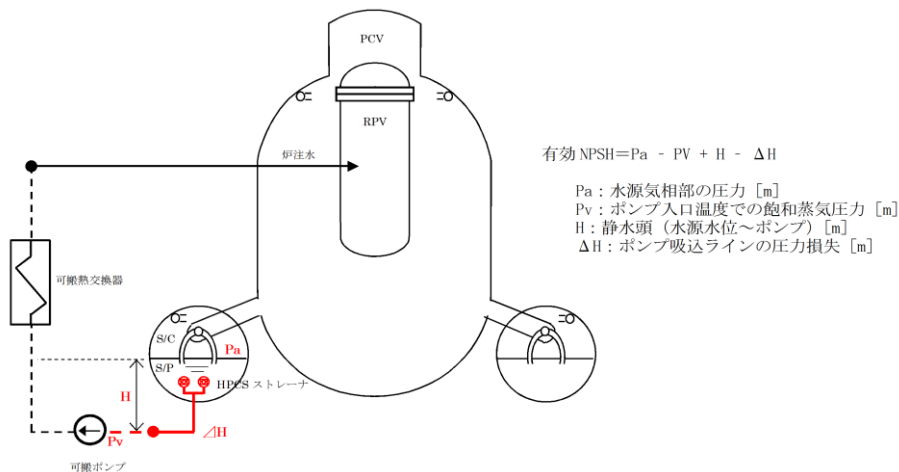 PCV
RPV
炉注水
有効 NPSH=Pa - PV + H - ΔH
Pa：水源気相部の圧力 [m]
Pv：ポンプ入口温度での飽和蒸気圧力 [m]
H：静水頭（水源水位～ポンプ）[m]
ΔH：ポンプ吸込ラインの圧力損失 [m]
可搬熱交換器
S/C
Pa
S/P
HPCS ストレーナ
H
⊿H
Pv
可搬ポンプ